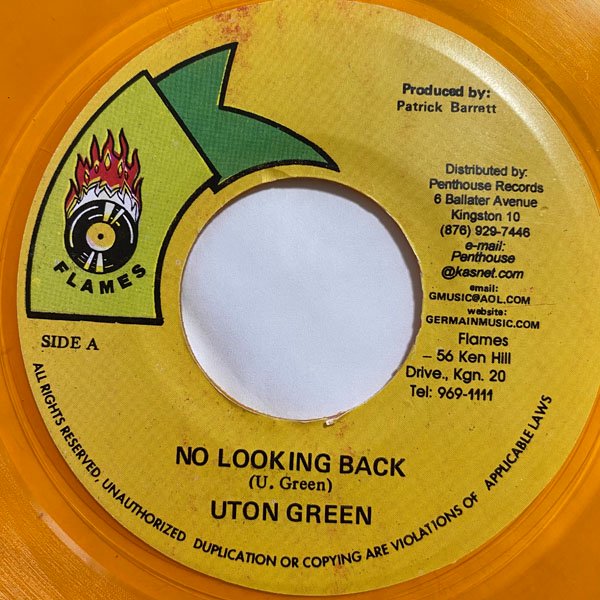 Produced by:
Patrick Barrett
Distributed by:
Penthouse Records
6 Ballater Avenue
Kingston 10
(876) 929-7446
e-mail:
Penthouse
@kasnet.com
email:
GMUSIC@AOL.COM
website:
GERMAINMUSIC.COM
Flames
– 56 Ken Hill
Drive., Kgn. 20
Tel: 969-1111
FLAMES
SIDE A
NO LOOKING BACK
(U. Green)
UTON GREEN
ALL RIGHTS RESERVED, UNAUTHORIZED DUPLICATION OR COPYING ARE VIOLATIONS OF APPLICABLE LAWS